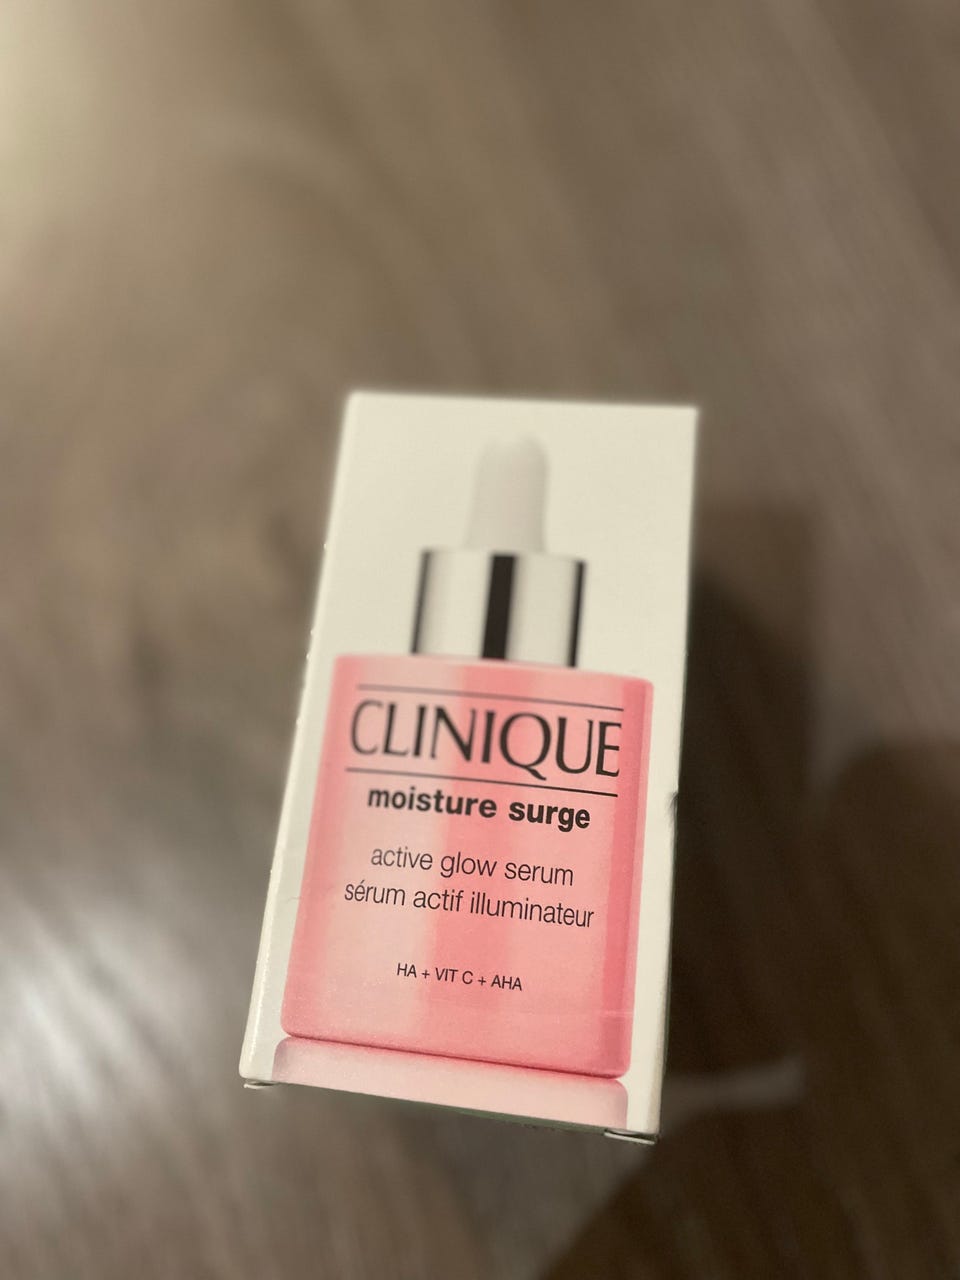 CLINIQUE
moisture surge
active glow serum
sérum actif illuminateur
HA + VIT C + AHA